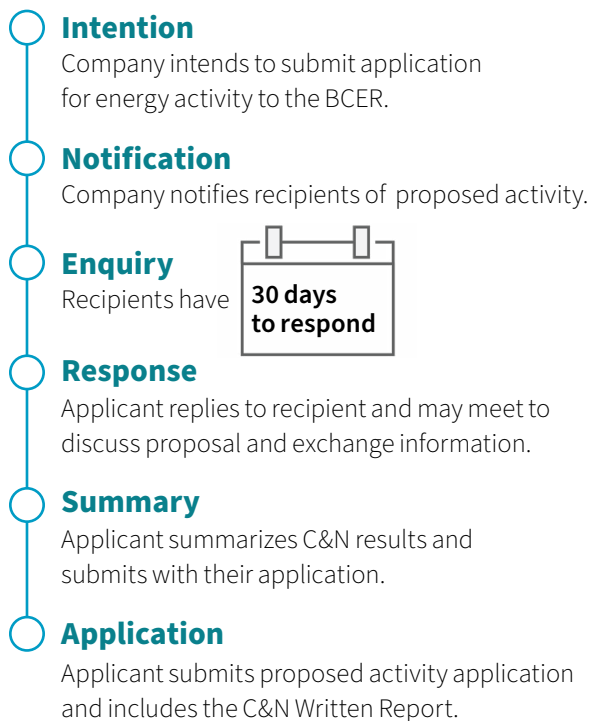 Intention
Company intends to submit application
for energy activity to the BCER.
Notification
Company notifies recipients of proposed activity.
Enquiry
Recipients have
30 days
to respond
Response
Applicant replies to recipient and may meet to
discuss proposal and exchange information.
Summary
Applicant summarizes C&N results and
submits with their application.
Application
Applicant submits proposed activity application
and includes the C&N Written Report.